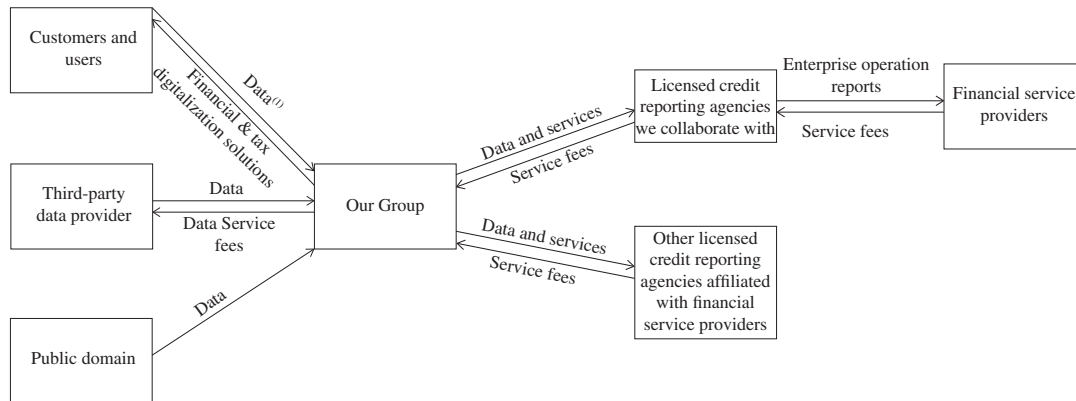 Customers and
users
Data(1)
Financial & tax
digitalization solutions
Third-party
data provider
Data
Data Service
fees
Public domain
Data
Our Group
Data and services
Service fees
Licensed credit
reporting agencies
we collaborate with
Enterprise operation
reports
Service fees
Financial service
providers
Data and services
Service fees
Other licensed
credit reporting
agencies affiliated
with financial
service providers